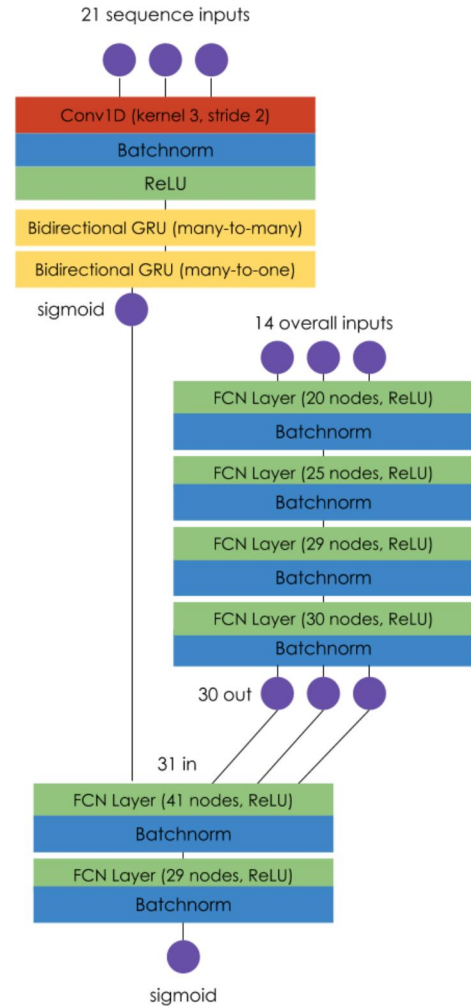 21 sequence inputs
Conv1D (kernel 3, stride 2)
Batchnorm
ReLU
Bidirectional GRU (many-to-many)
Bidirectional GRU (many-to-one)
sigmoid
14 overall inputs
FCN Layer (20 nodes, ReLU)
Batchnorm
FCN Layer (25 nodes, ReLU)
Batchnorm
FCN Layer (29 nodes, ReLU)
Batchnorm
FCN Layer (30 nodes, ReLU)
Batchnorm
30 out
31 in
FCN Layer (41 nodes, ReLU)
Batchnorm
FCN Layer (29 nodes, ReLU)
Batchnorm
sigmoid